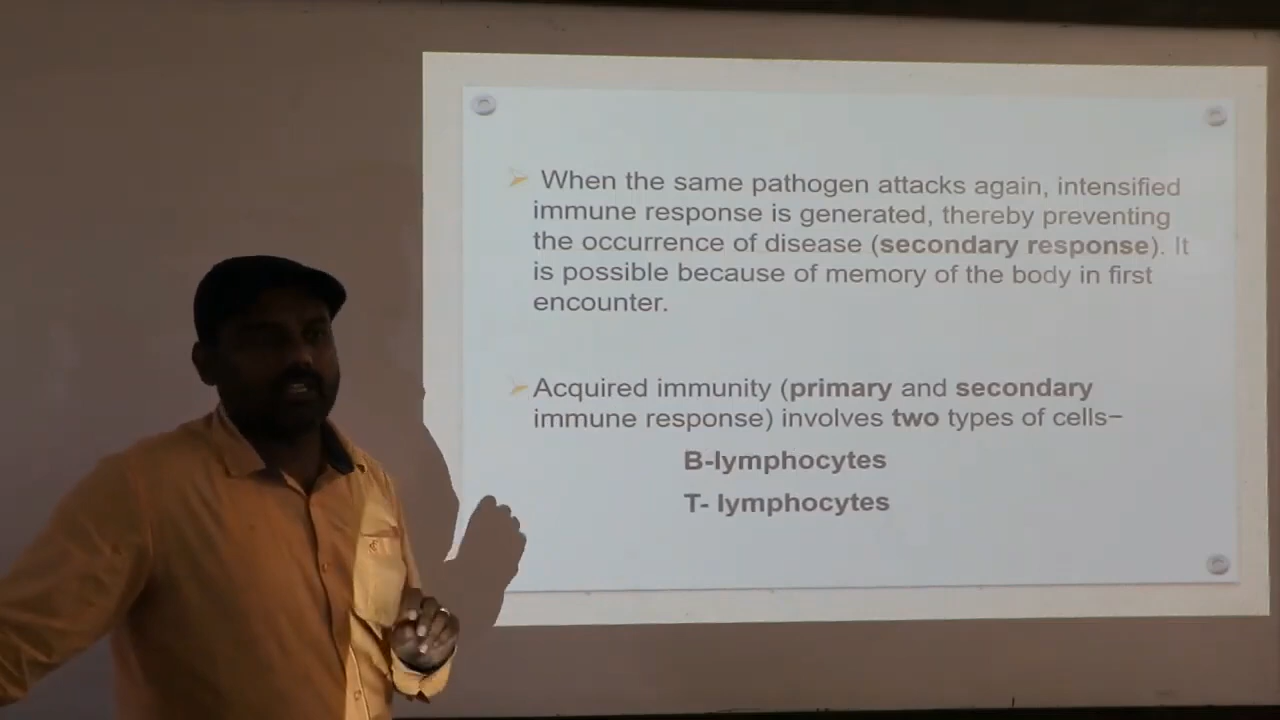 When the same pathogen attacks again, intensified
immune response is generated, thereby preventing
the occurrence of disease (secondary response). It
is possible because of memory of the body in first
encounter.
Acquired immunity (primary and secondary
immune response) involves two types of cells−
B-lymphocytes
T- lymphocytes